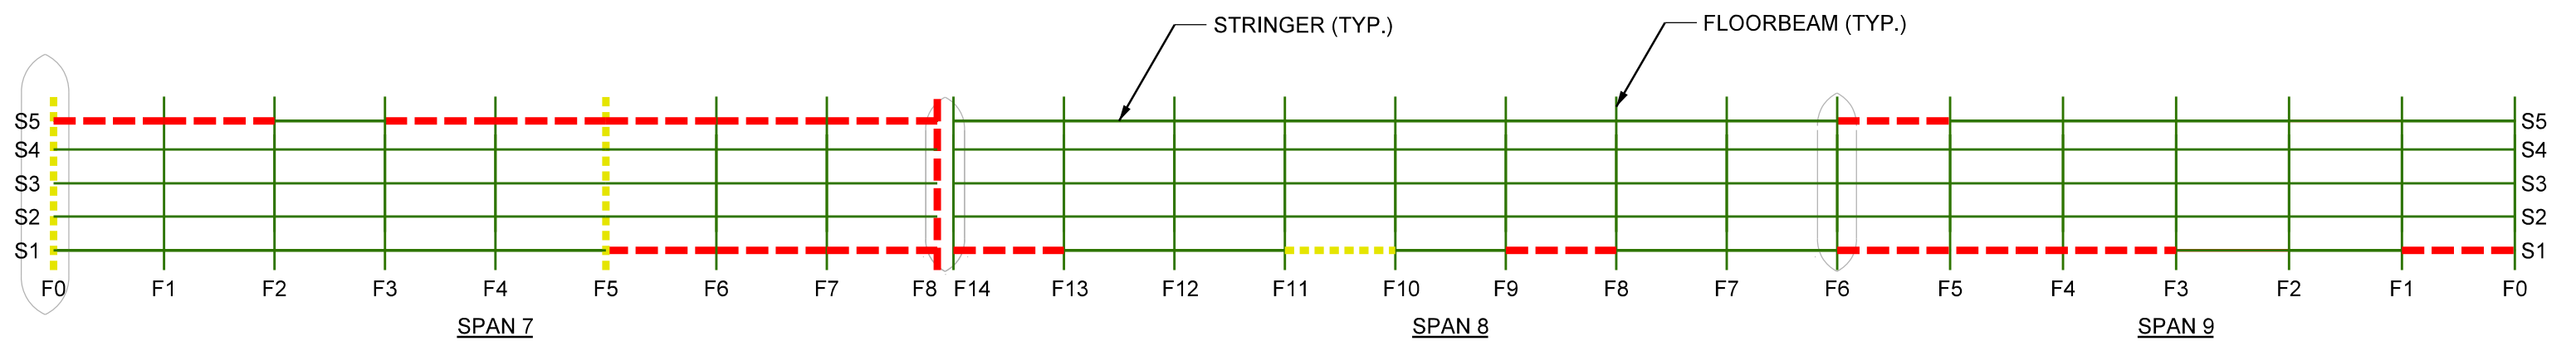 STRINGER (TYP.)
FLOORBEAM (TYP.)
S5 S5
S4 S4
S3 S3
S2 S2
S1 S1
F0 F1 F2 F3 F4 F5 F6 F7 F8 F14 F13 F12 F11 F10 F9 F8 F7 F6 F5 F4 F3 F2 F1 F0
SPAN 7 SPAN 8 SPAN 9